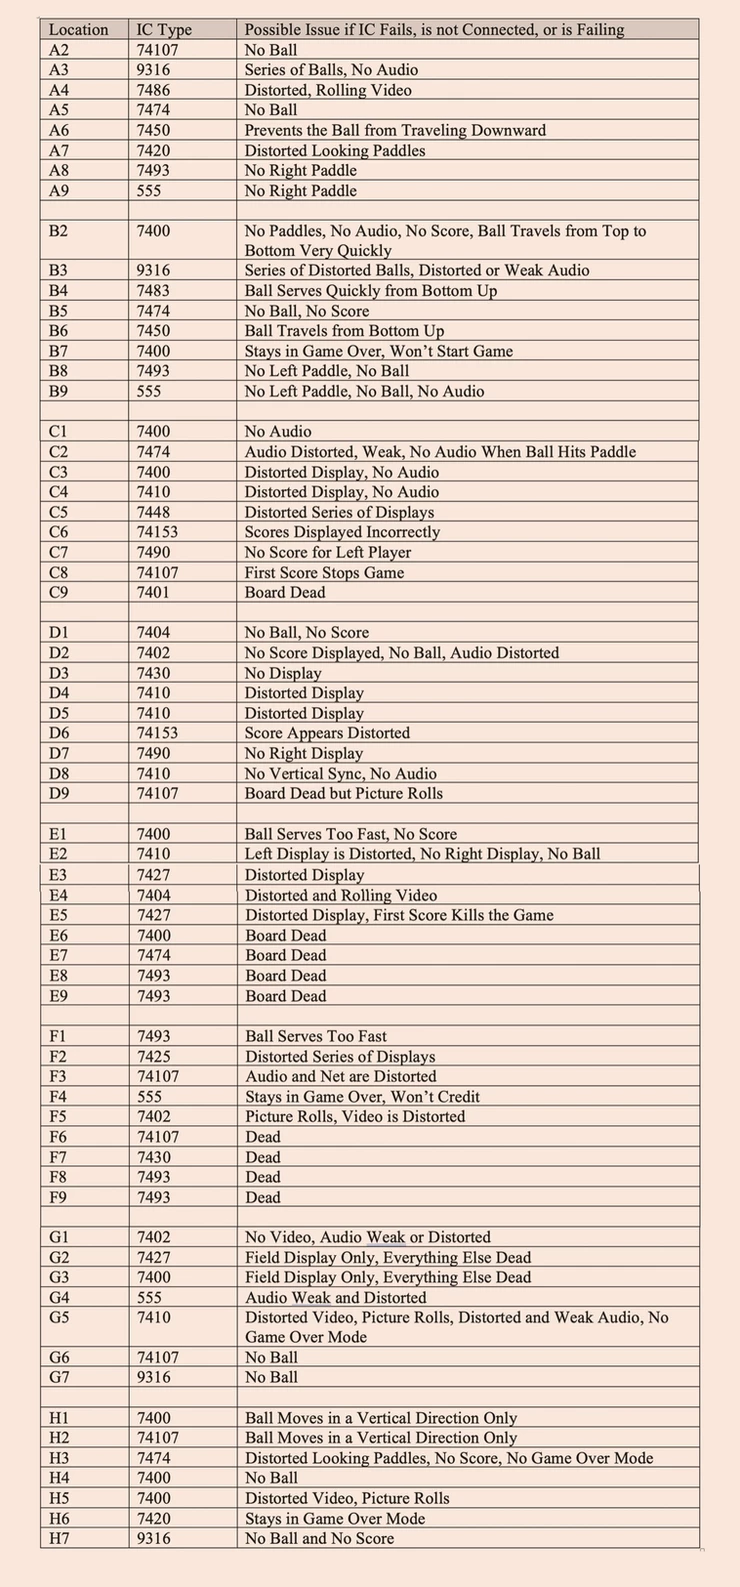 Location IC Type Possible Issue if IC Fails, is not Connected, or is Failing
A2 74107 No Ball
A3 9316 Series of Balls, No Audio
A4 7486 Distorted, Rolling Video
A5 7474 No Ball
A6 7450 Prevents the Ball from Traveling Downward
A7 7420 Distorted Looking Paddles
A8 7493 No Right Paddle
A9 555 No Right Paddle
B2 7400 No Paddles, No Audio, No Score, Ball Travels from Top to
Bottom Very Quickly
B3 9316 Series of Distorted Balls, Distorted or Weak Audio
B4 7483 Ball Serves Quickly from Bottom Up
B5 7474 No Ball, No Score
B6 7450 Ball Travels from Bottom Up
B7 7400 Stays in Game Over, Won’t Start Game
B8 7493 No Left Paddle, No Ball
B9 555 No Left Paddle, No Ball, No Audio
C1 7400 No Audio
C2 7474 Audio Distorted, Weak, No Audio When Ball Hits Paddle
C3 7400 Distorted Display, No Audio
C4 7410 Distorted Display, No Audio
C5 7448 Distorted Series of Displays
C6 74153 Scores Displayed Incorrectly
C7 7490 No Score for Left Player
C8 74107 First Score Stops Game
C9 7401 Board Dead
D1 7404 No Ball, No Score
D2 7402 No Score Displayed, No Ball, Audio Distorted
D3 7430 No Display
D4 7410 Distorted Display
D5 7410 Distorted Display
D6 74153 Score Appears Distorted
D7 7490 No Right Display
D8 7410 No Vertical Sync, No Audio
D9 74107 Board Dead but Picture Rolls
E1 7400 Ball Serves Too Fast, No Score
E2 7410 Left Display is Distorted, No Right Display, No Ball
E3 7427 Distorted Display
E4 7404 Distorted and Rolling Video
E5 7427 Distorted Display, First Score Kills the Game
E6 7400 Board Dead
E7 7474 Board Dead
E8 7493 Board Dead
E9 7493 Board Dead
F1 7493 Ball Serves Too Fast
F2 7425 Distorted Series of Displays
F3 74107 Audio and Net are Distorted
F4 555 Stays in Game Over, Won’t Credit
F5 7402 Picture Rolls, Video is Distorted
F6 74107 Dead
F7 7430 Dead
F8 7493 Dead
F9 7493 Dead
G1 7402 No Video, Audio Weak or Distorted
G2 7427 Field Display Only, Everything Else Dead
G3 7400 Field Display Only, Everything Else Dead
G4 555 Audio Weak and Distorted
G5 7410 Distorted Video, Picture Rolls, Distorted and Weak Audio, No
Game Over Mode
G6 74107 No Ball
G7 9316 No Ball
H1 7400 Ball Moves in a Vertical Direction Only
H2 74107 Ball Moves in a Vertical Direction Only
H3 7474 Distorted Looking Paddles, No Score, No Game Over Mode
H4 7400 No Ball
H5 7400 Distorted Video, Picture Rolls
H6 7420 Stays in Game Over Mode
H7 9316 No Ball and No Score